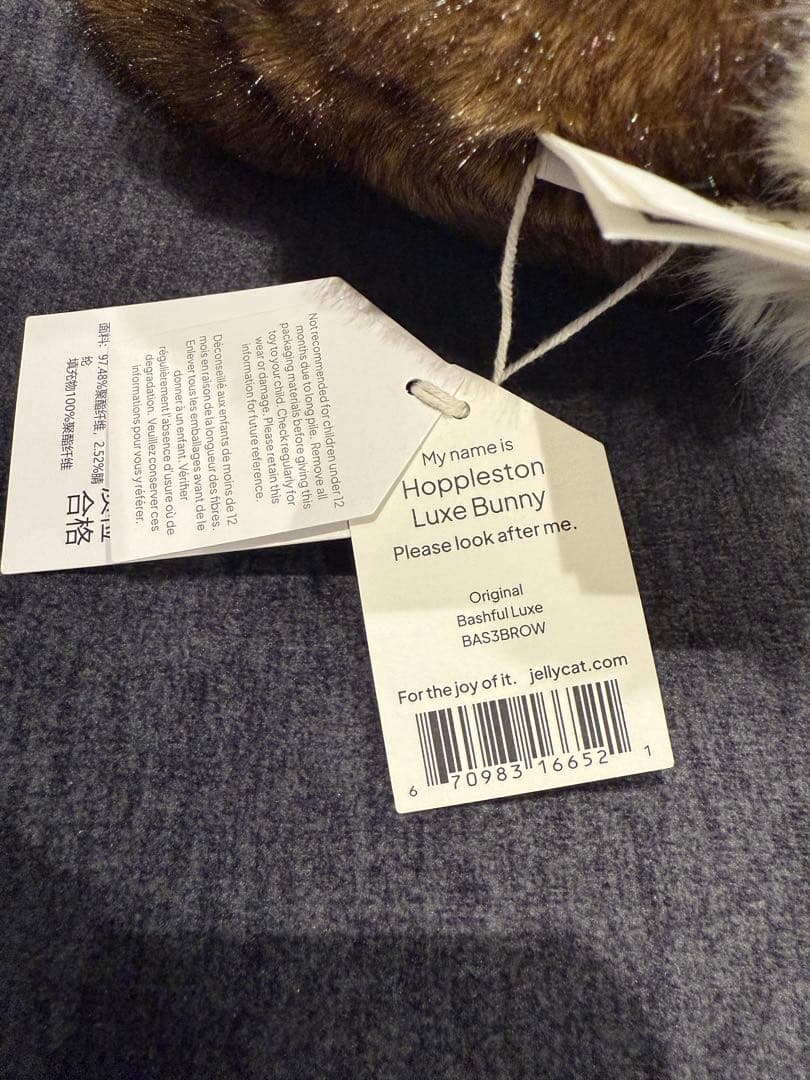 My name is
Hoppleston
Luxe Bunny
Please look after me.
Original
Bashful Luxe
BAS3BROW
For the joy of it. jellycat.com
6 70983 16652 1
Not recommended for children under 12
months due to long pile. Remove all
packaging materials before giving this
toy to your child. Check regularly for
wear or damage. Please retain this
information for future reference.
Déconseillé aux enfants de moins de 12
mois en raison de la longueur des fibres.
Enlever tous les emballages avant de le
donner à un enfant. Vérifier
régulièrement l'absence d'usure où de
degradation. Veuillez conserver ces
informations pour vous y référer.
面料: 97.48%聚酯纤维, 2.52%腈
纶
填充物100%聚酯纤维
合格